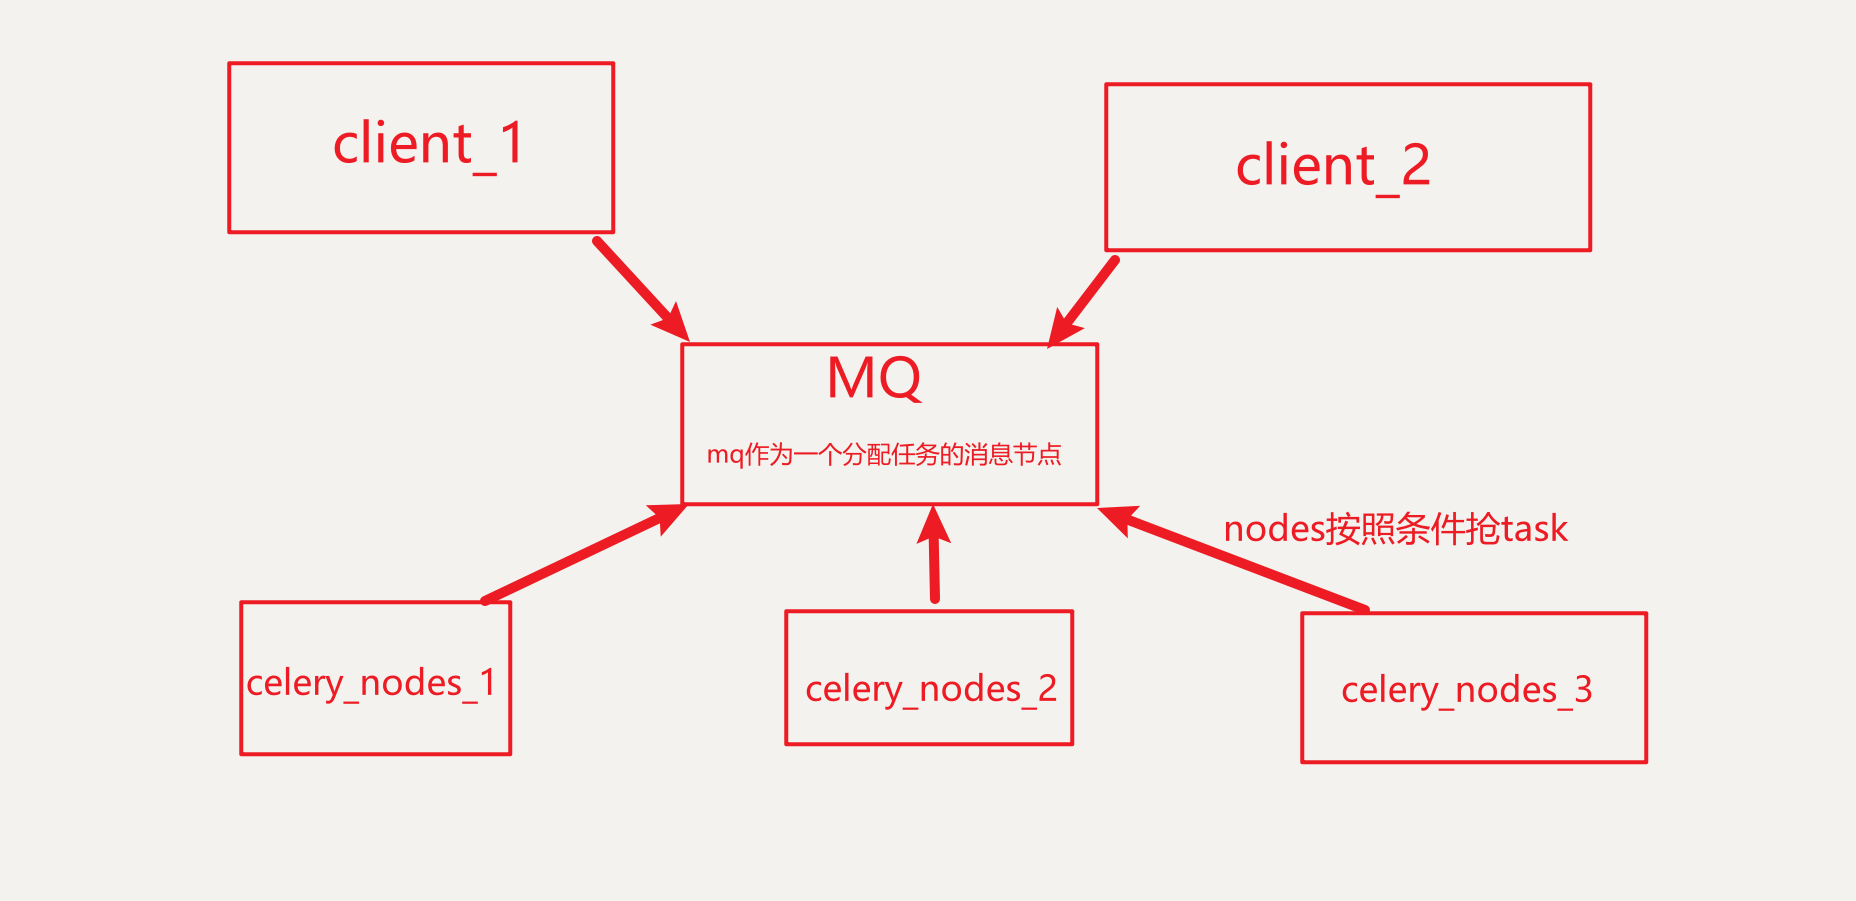 client_1
client_2
MQ
mq作为一个分配任务的消息节点
nodes按照条件抢task
celery_nodes_1
celery_nodes_2
celery_nodes_3